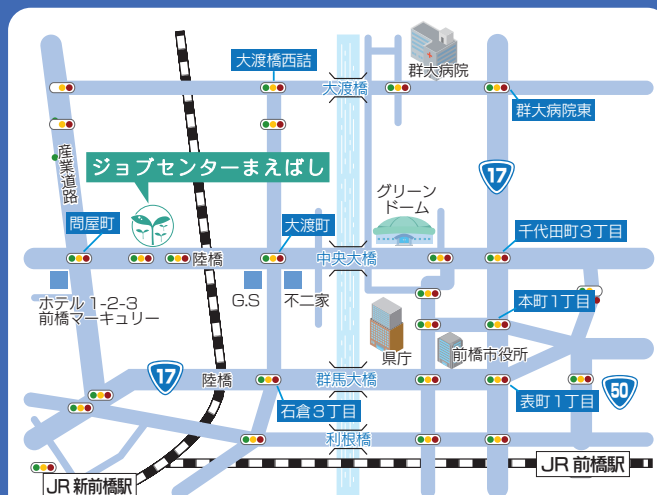 大渡橋西詰
群大病院
大渡橋
群大病院東
産業道路
ジョブセンターまえばし
17
グリーン
ドーム
問屋町
大渡町
千代田町3丁目
陸橋
中央大橋
ホテル1-2-3
前橋マーキュリー
G.S
不二家
本町1丁目
県庁
前橋市役所
17
陸橋
群馬大橋
50
石倉3丁目
表町1丁目
利根橋
JR 新前橋駅
JR 前橋駅